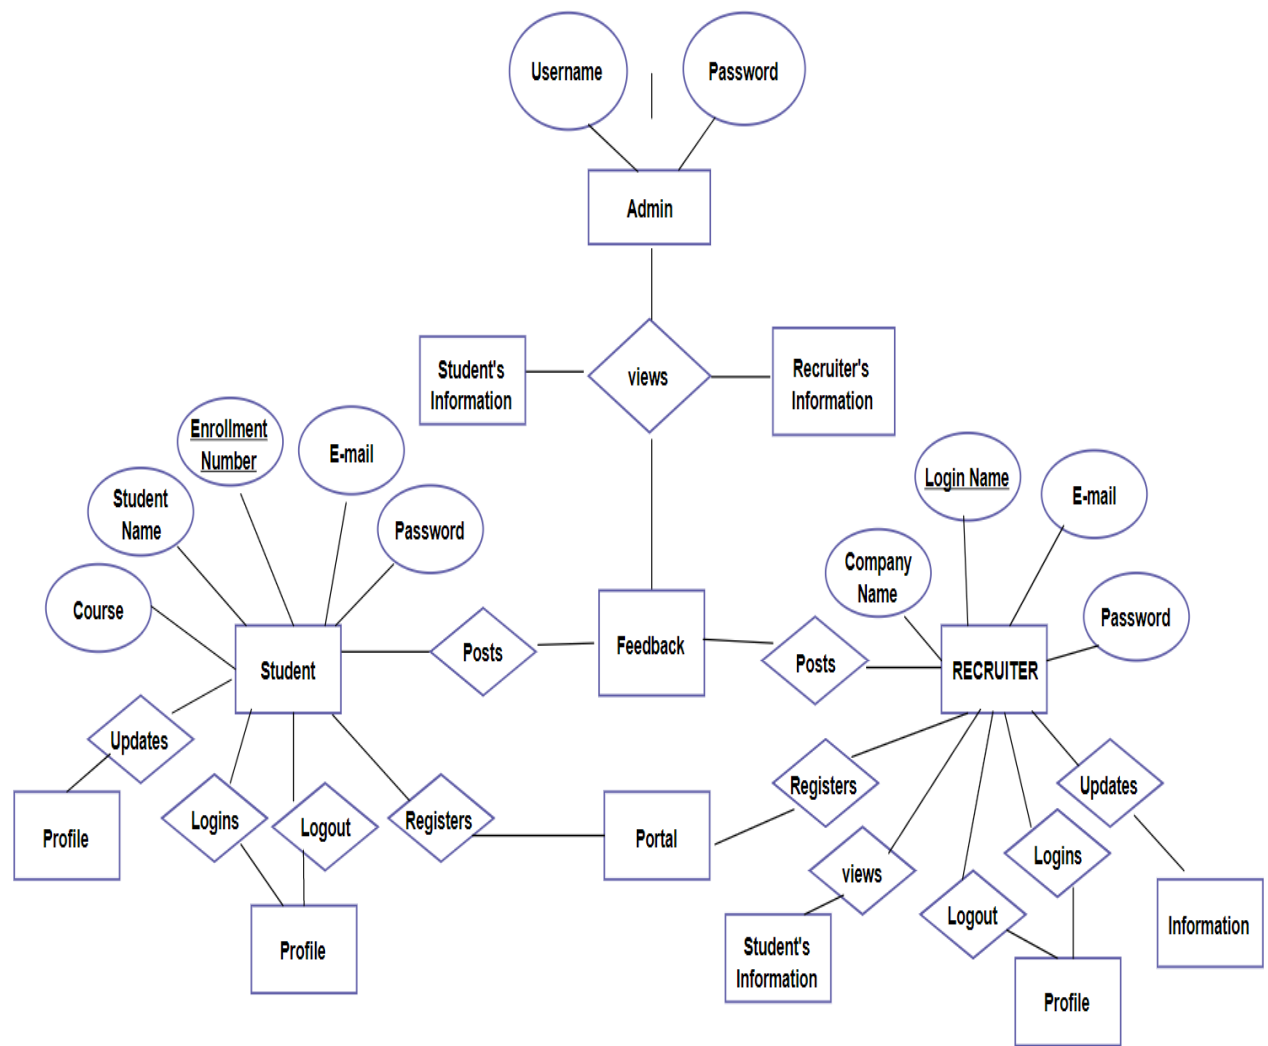 Username
Password
Admin
Student's
Information
views
Recruiter's
Information
Enrollment
Number
E-mail
Student
Name
Password
Course
Login Name
E-mail
Company
Name
Password
Student
Posts
Feedback
Posts
RECRUITER
Updates
Profile
Logins
Logout
Registers
Portal
Registers
Updates
views
Logins
Logout
Information
Profile
Student's
Information
Profile